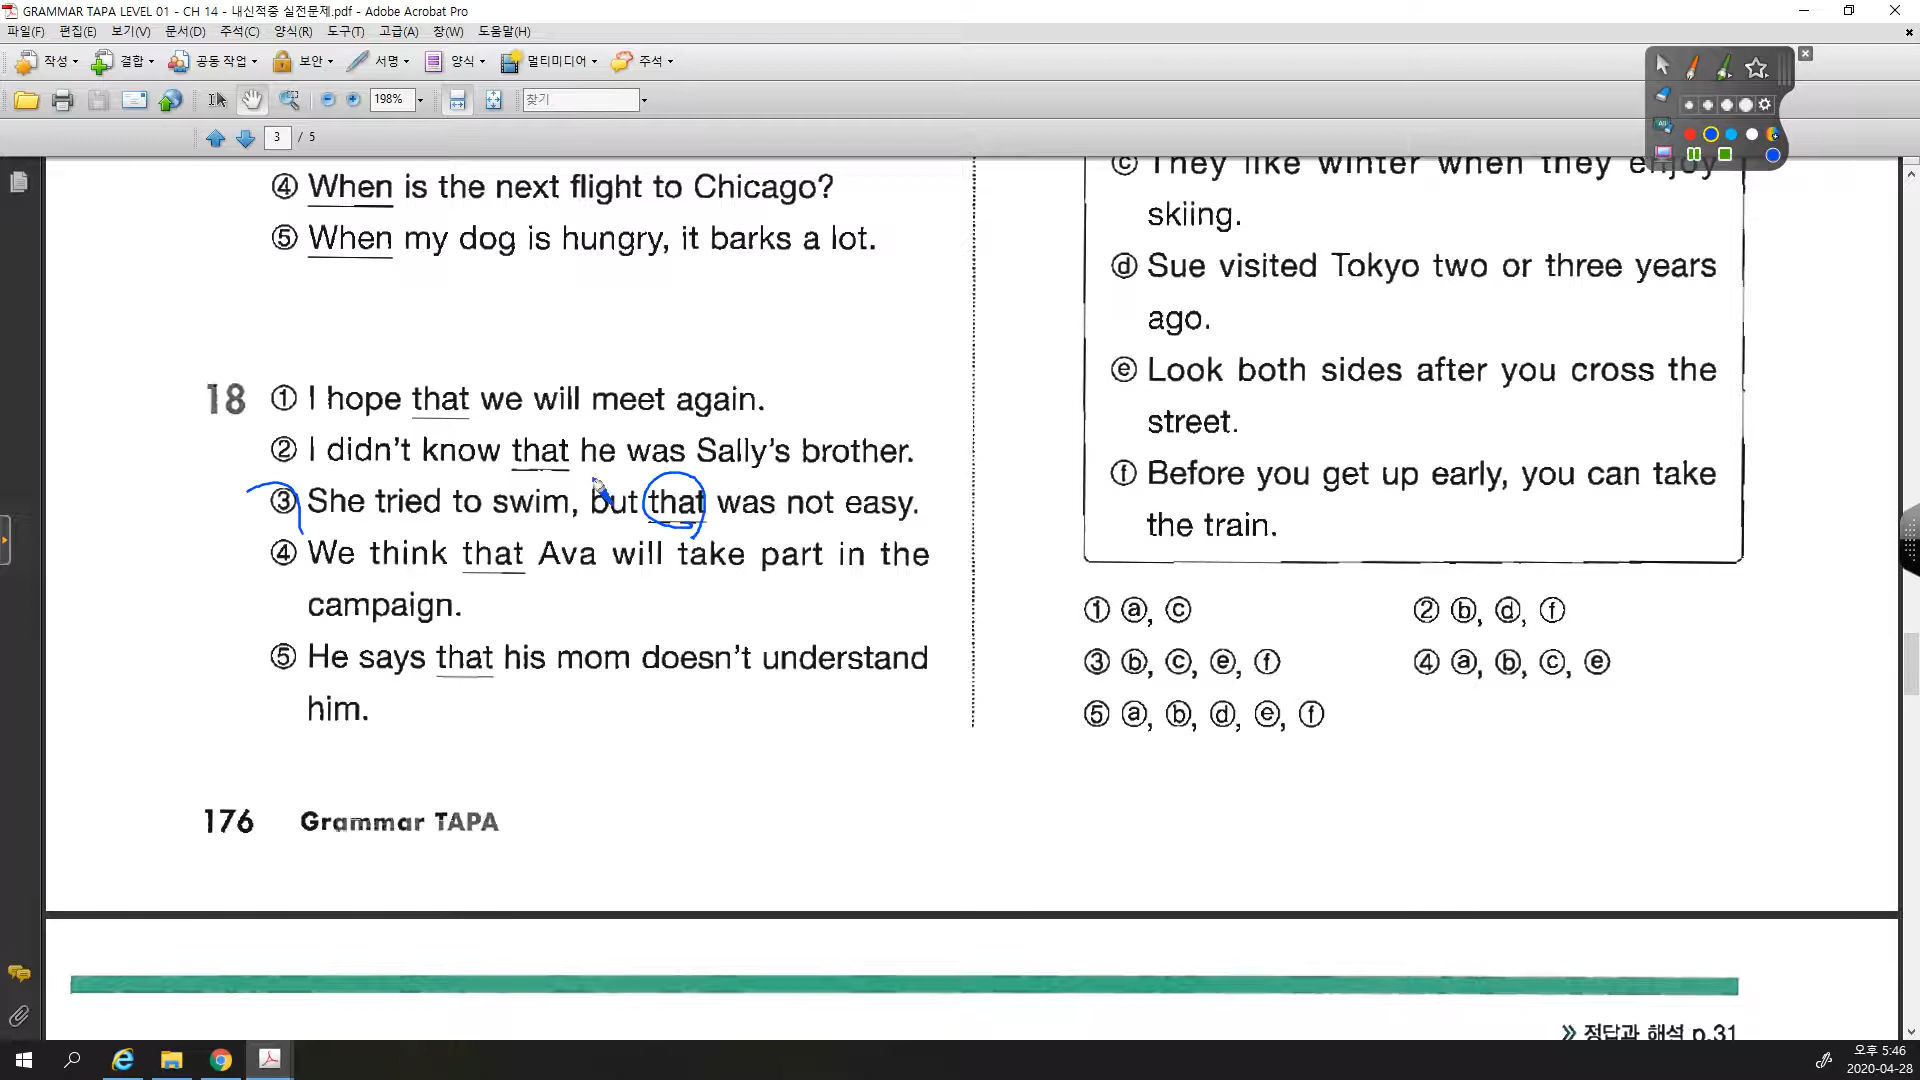 GRAMMAR TAPA LEVEL 01 - CH 14 - 내신적중 실전문제.pdf - Adobe Acrobat Pro
파일(F) 편집(E) 보기(V) 문서(D) 주석(C) 양식(R) 도구(T) 고급(A) 창(W) 도움말(H)
작성 결합 공동 작업 보안 서명 양식 멀티미디어 주석
198% 찾기
3 / 5
④ When is the next flight to Chicago?
⑤ When my dog is hungry, it barks a lot.
18 ① I hope that we will meet again.
② I didn't know that he was Sally's brother.
③ She tried to swim, but that was not easy.
④ We think that Ava will take part in the
campaign.
⑤ He says that his mom doesn't understand
him.
176 Grammar TAPA
ⓒ They like winter when they enjoy
skiing.
ⓓ Sue visited Tokyo two or three years
ago.
ⓔ Look both sides after you cross the
street.
ⓕ Before you get up early, you can take
the train.
① ⓐ, ⓒ ② ⓑ, ⓓ, ⓕ
③ ⓑ, ⓒ, ⓔ, ⓕ ④ ⓐ, ⓑ, ⓒ, ⓔ
⑤ ⓐ, ⓑ, ⓓ, ⓔ, ⓕ
» 정답과 해석 p.31
오후 5:46
2020-04-28